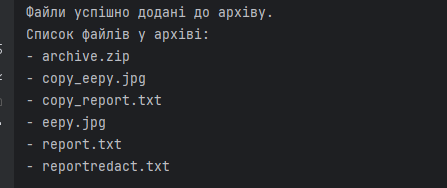 Файли успішно додані до архіву.
Список файлів у архіві:
- archive.zip
- copy_eepy.jpg
- copy_report.txt
- eepy.jpg
- report.txt
- reportredact.txt